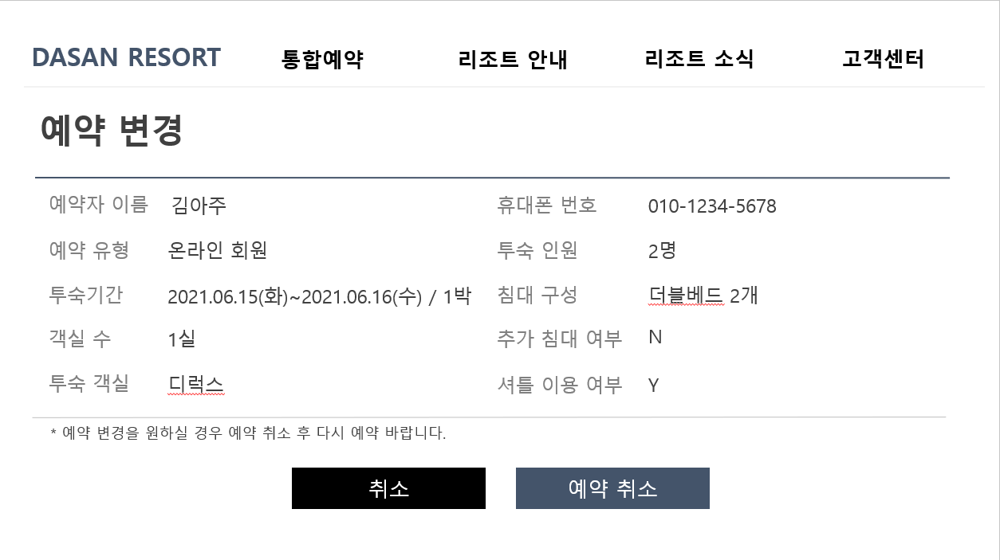 DASAN RESORT 통합예약 리조트 안내 리조트 소식 고객센터
예약 변경
예약자 이름 김아주 휴대폰 번호 010-1234-5678
예약 유형 온라인 회원 투숙 인원 2명
투숙기간 2021.06.15(화)~2021.06.16(수) / 1박 침대 구성 더블베드 2개
객실 수 1실 추가 침대 여부 N
투숙 객실 디럭스 셔틀 이용 여부 Y
* 예약 변경을 원하실 경우 예약 취소 후 다시 예약 바랍니다.
취소 예약 취소